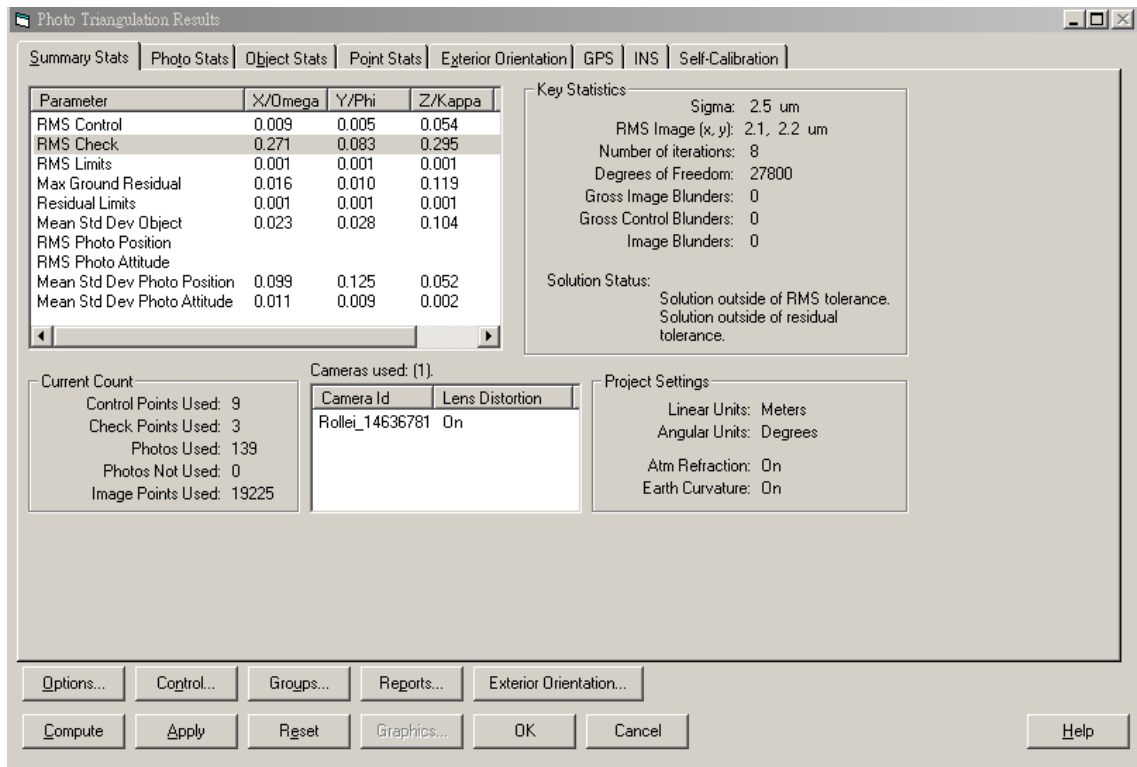 Photo Triangulation Results
Summary Stats Photo Stats Object Stats Point Stats Exterior Orientation GPS INS Self-Calibration
Parameter X/Omega Y/Phi Z/Kappa
RMS Control 0.009 0.005 0.054
RMS Check 0.271 0.083 0.295
RMS Limits 0.001 0.001 0.001
Max Ground Residual 0.016 0.010 0.119
Residual Limits 0.001 0.001 0.001
Mean Std Dev Object 0.023 0.028 0.104
RMS Photo Position
RMS Photo Attitude
Mean Std Dev Photo Position 0.099 0.125 0.052
Mean Std Dev Photo Attitude 0.011 0.009 0.002
Key Statistics
Sigma: 2.5 um
RMS Image (x, y): 2.1, 2.2 um
Number of iterations: 8
Degrees of Freedom: 27800
Gross Image Blunders: 0
Gross Control Blunders: 0
Image Blunders: 0
Solution Status:
Solution outside of RMS tolerance.
Solution outside of residual
tolerance.
Current Count
Control Points Used: 9
Check Points Used: 3
Photos Used: 139
Photos Not Used: 0
Image Points Used: 19225
Cameras used: (1).
Camera Id Lens Distortion
Rollei_14636781 On
Project Settings
Linear Units: Meters
Angular Units: Degrees
Atm Refraction: On
Earth Curvature: On
Options... Control... Groups... Reports... Exterior Orientation...
Compute Apply Reset Graphics... OK Cancel Help